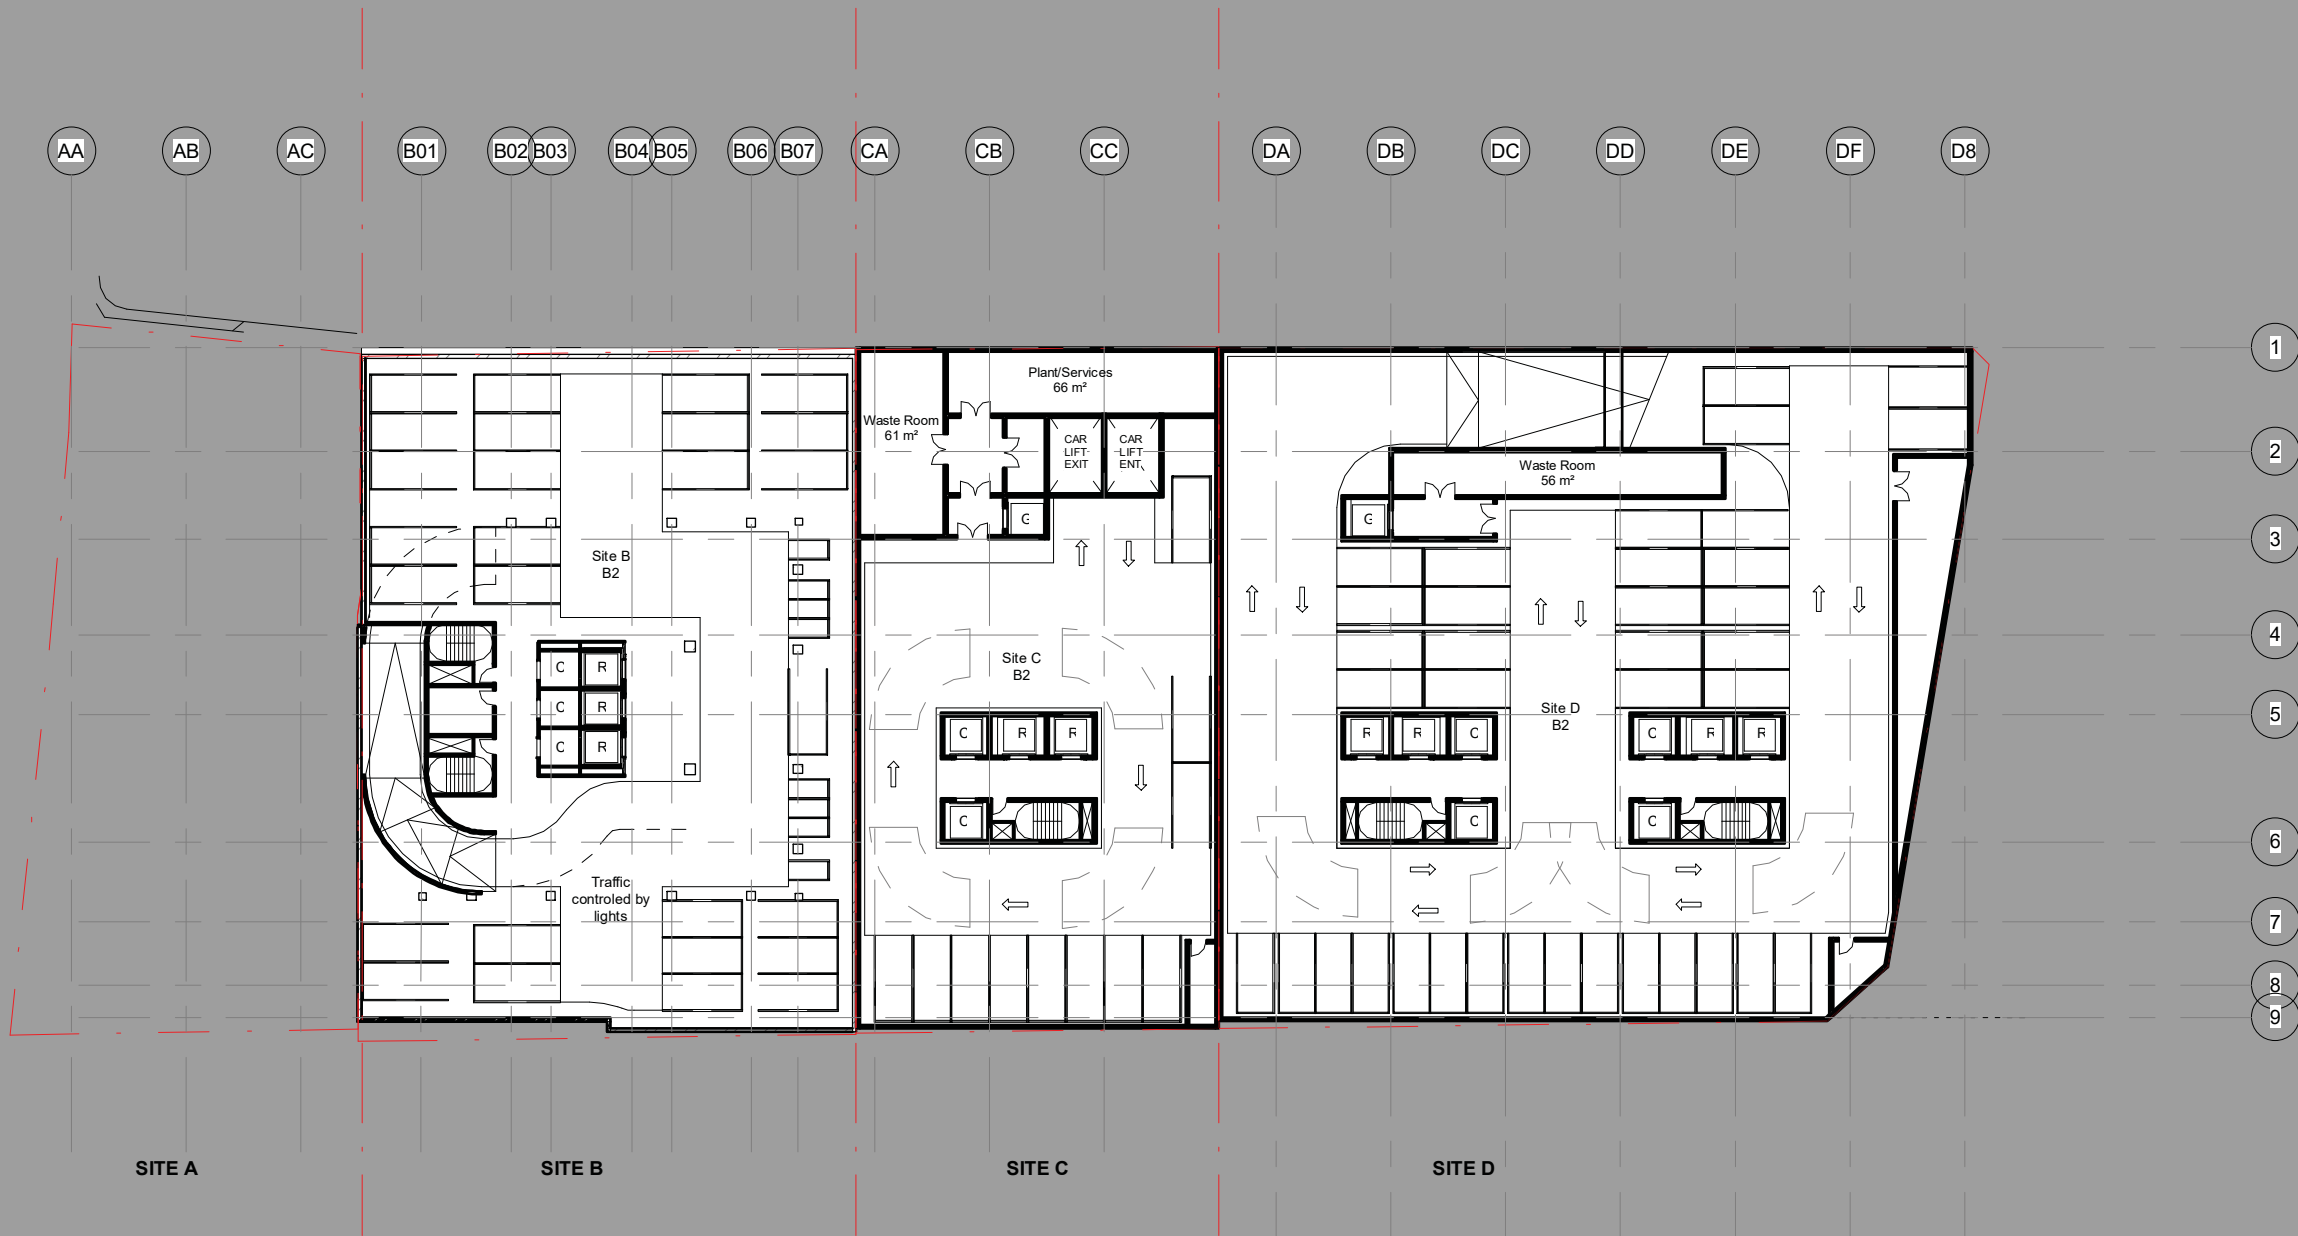 AA AB AC B01 B02 B03 B04 B05 B06 B07 CA CB CC DA DB DC DD DE DF D8
1
Plant/Services
66 m²
Waste Room
61 m²
CAR
LIFT
EXIT
CAR
LIFT
ENT
2
Waste Room
56 m²
G
G
3
Site B
B2
4
C R
Site C
B2
C R
5
Site D
B2
C R R
R R C
C R R
C R
C
C
C
6
Traffic
controled by
lights
7
8
9
SITE A
SITE B
SITE C
SITE D